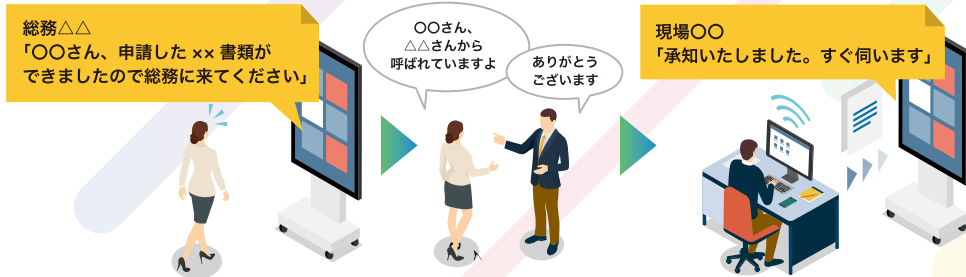 総務△△
「〇〇さん、申請した××書類が
できましたので総務に来てください」
〇〇さん、
△△さんから
呼ばれていますよ
ありがとう
ございます
現場〇〇
「承知いたしました。すぐ伺います」